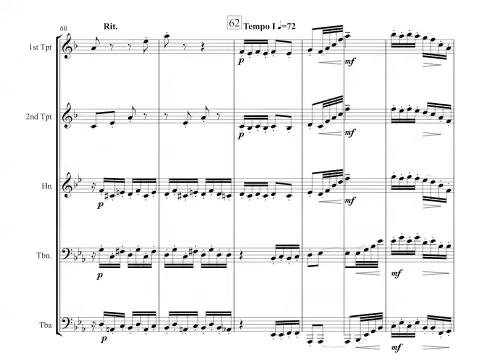 60
Rit.
62
Tempo I ♩=72
1st Tpt
p
mf
2nd Tpt
p
mf
Hn
p
mf
Tbn.
p
mf
Tba
p
mf